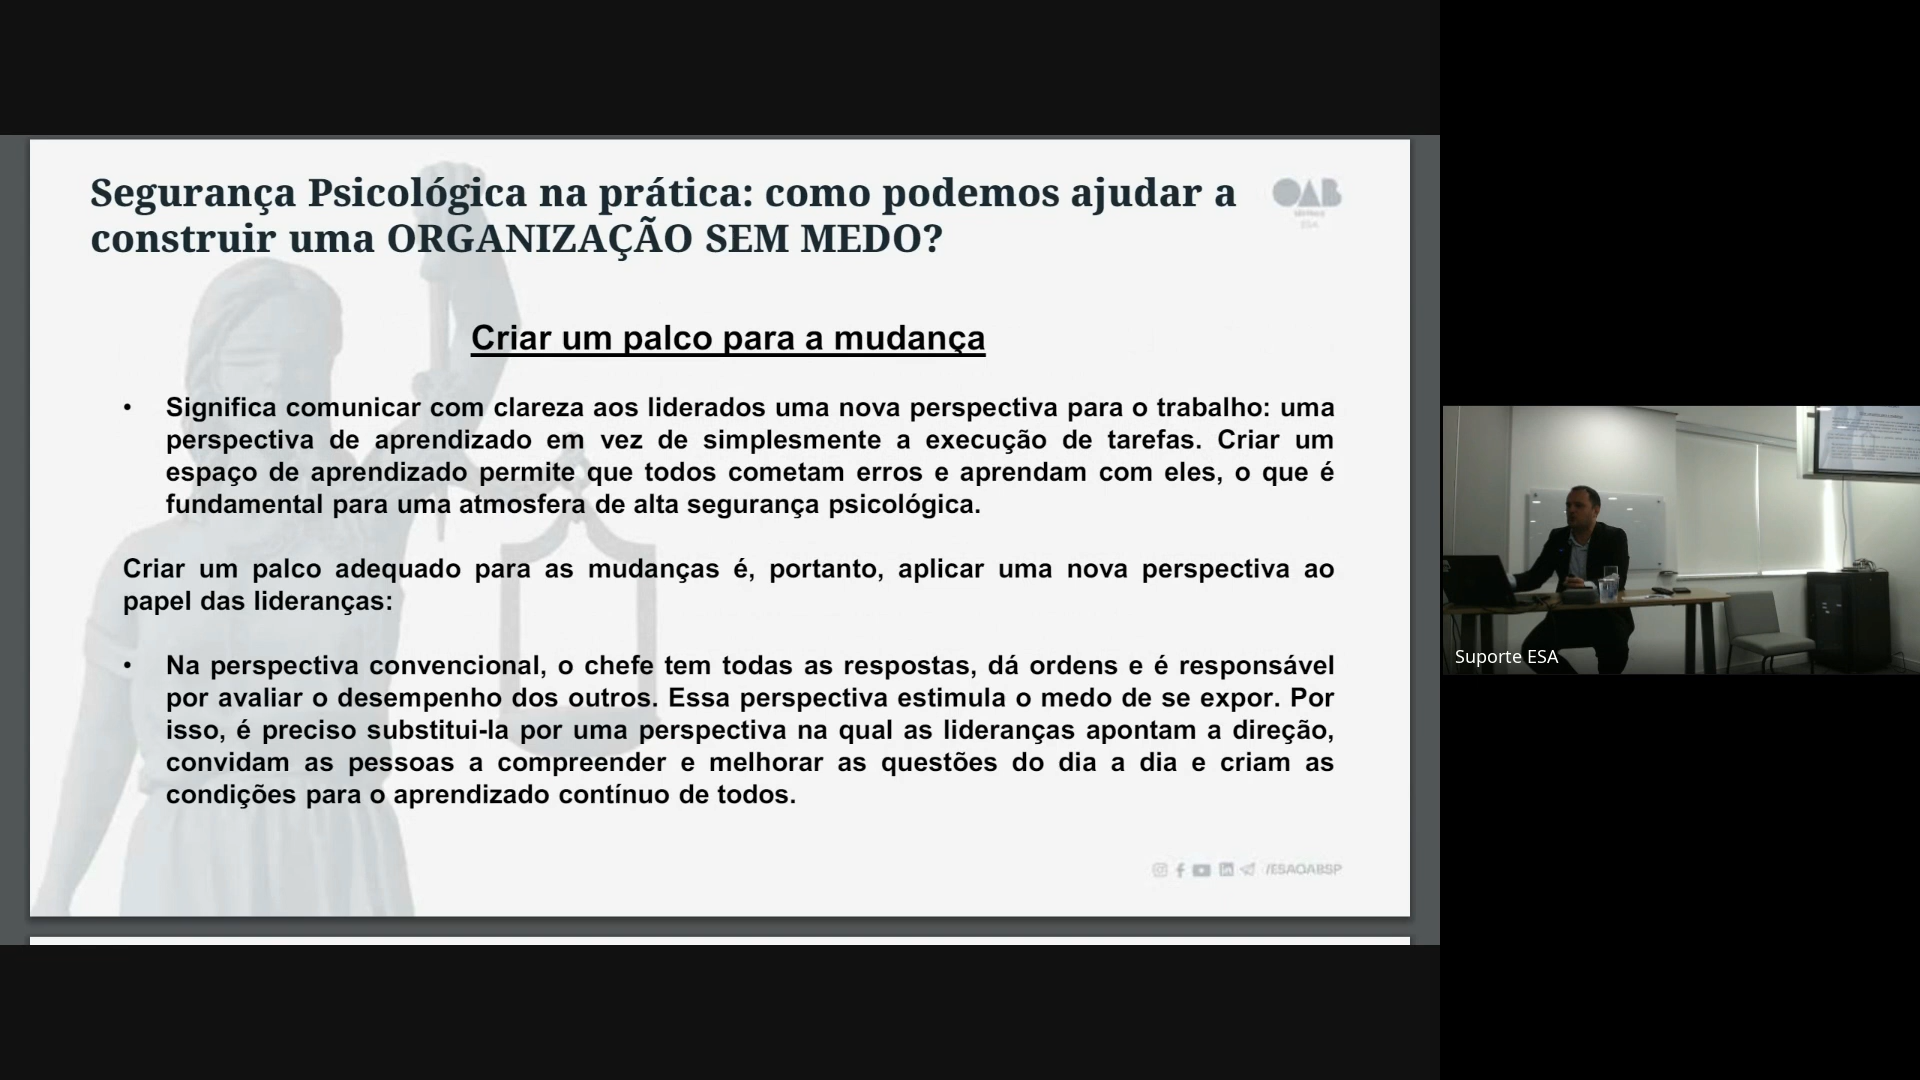 Segurança Psicológica na prática: como podemos ajudar a
construir uma ORGANIZAÇÃO SEM MEDO?
OAB
ESA
Criar um palco para a mudança
• Significa comunicar com clareza aos liderados uma nova perspectiva para o trabalho: uma
perspectiva de aprendizado em vez de simplesmente a execução de tarefas. Criar um
espaço de aprendizado permite que todos cometam erros e aprendam com eles, o que é
fundamental para uma atmosfera de alta segurança psicológica.
Criar um palco adequado para as mudanças é, portanto, aplicar uma nova perspectiva ao
papel das lideranças:
• Na perspectiva convencional, o chefe tem todas as respostas, dá ordens e é responsável
por avaliar o desempenho dos outros. Essa perspectiva estimula o medo de se expor. Por
isso, é preciso substitui-la por uma perspectiva na qual as lideranças apontam a direção,
convidam as pessoas a compreender e melhorar as questões do dia a dia e criam as
condições para o aprendizado contínuo de todos.
/ESAOABSP
Suporte ESA